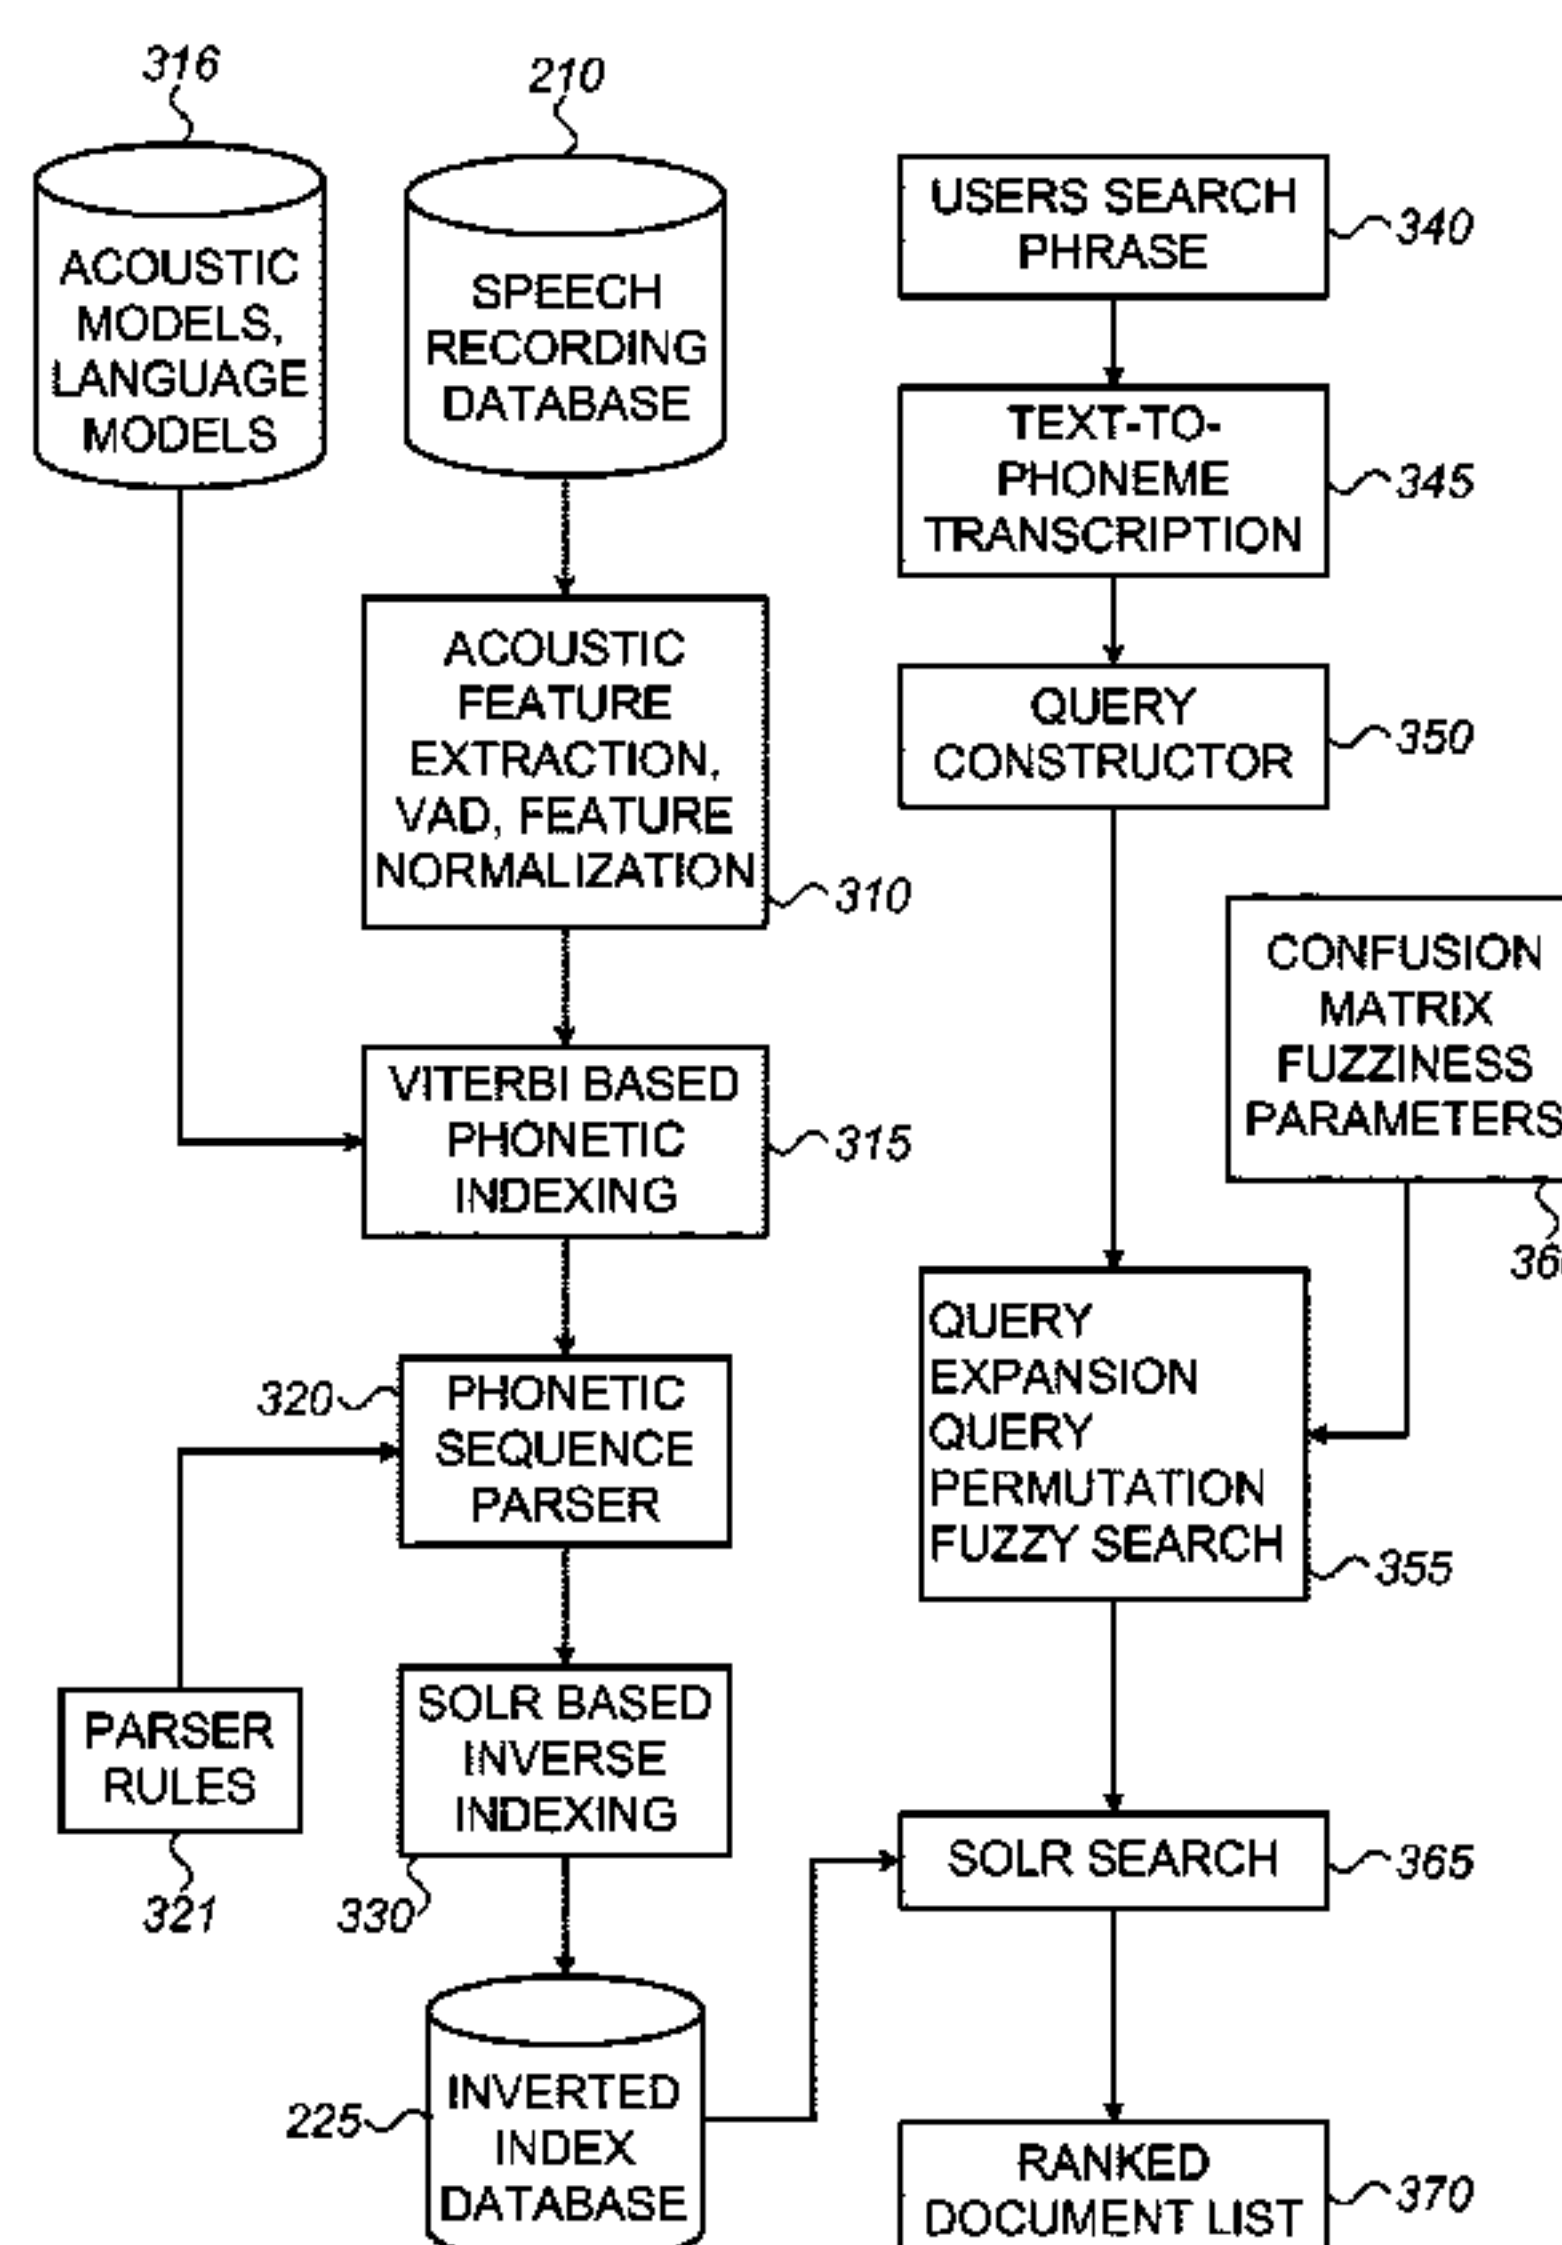 316
ACOUSTIC
MODELS,
LANGUAGE
MODELS
210
SPEECH
RECORDING
DATABASE
ACOUSTIC
FEATURE
EXTRACTION,
VAD, FEATURE
NORMALIZATION
310
VITERBI BASED
PHONETIC
INDEXING
315
320
PHONETIC
SEQUENCE
PARSER
PARSER
RULES
321
SOLR BASED
INVERSE
INDEXING
330
225
INVERTED
INDEX
DATABASE
USERS SEARCH
PHRASE
340
TEXT-TO-
PHONEME
TRANSCRIPTION
345
QUERY
CONSTRUCTOR
350
CONFUSION
MATRIX
FUZZINESS
PARAMETERS
QUERY
EXPANSION
QUERY
PERMUTATION
FUZZY SEARCH
355
SOLR SEARCH
365
RANKED
DOCUMENT LIST
370